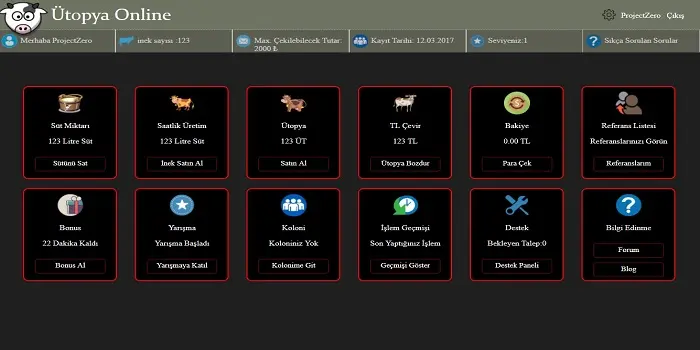 Ütopya Online
ProjectZero Çıkış
Merhaba ProjectZero
inek sayısı :123
Max. Çekilebilecek Tutar:
2000 ₺
Kayıt Tarihi: 12.03.2017
Seviyeniz:1
Sıkça Sorulan Sorular
Süt Miktarı
123 Litre Süt
Sütünü Sat
Saatlik Üretim
123 Litre Süt
İnek Satın Al
Ütopya
123 ÜT
Satın Al
TL Çevir
123 TL
Ütopya Bozdur
Bakiye
0.00 TL
Para Çek
Referans Listesi
Referanslarınızı Görün
Referanslarım
Bonus
22 Dakika Kaldı
Bonus Al
Yarışma
Yarışma Başladı
Yarışmaya Katıl
Koloni
Koloniniz Yok
Kolonime Git
İşlem Geçmişi
Son Yaptığınız İşlem
Geçmişi Göster
Destek
Bekleyen Talep:0
Destek Paneli
Bilgi Edinme
Forum
Blog